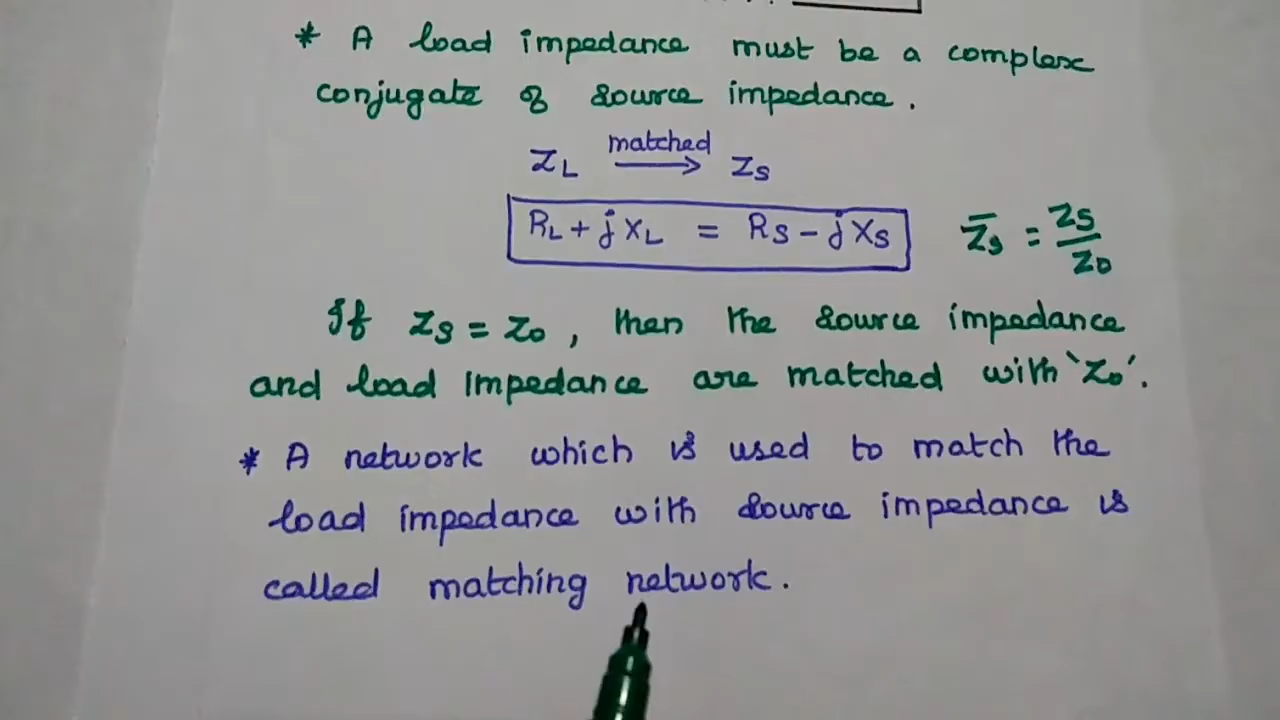 * A load impedance must be a complex
conjugate of source impedance.
matched
ZL → ZS
RL + jXL = RS - jXS
Z̅s = ZS / Z0
If ZS = Z0, then the source impedance
and load impedance are matched with 'Z0'.
* A network which is used to match the
load impedance with source impedance is
called matching network.